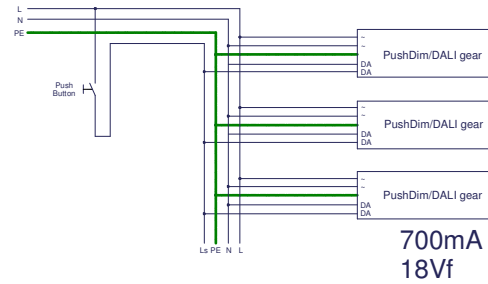 L
N
PE
Push
Button
~
~
PushDim/DALI gear
DA
DA
~
~
PushDim/DALI gear
DA
DA
~
~
PushDim/DALI gear
DA
DA
Ls PE N L
700mA
18Vf